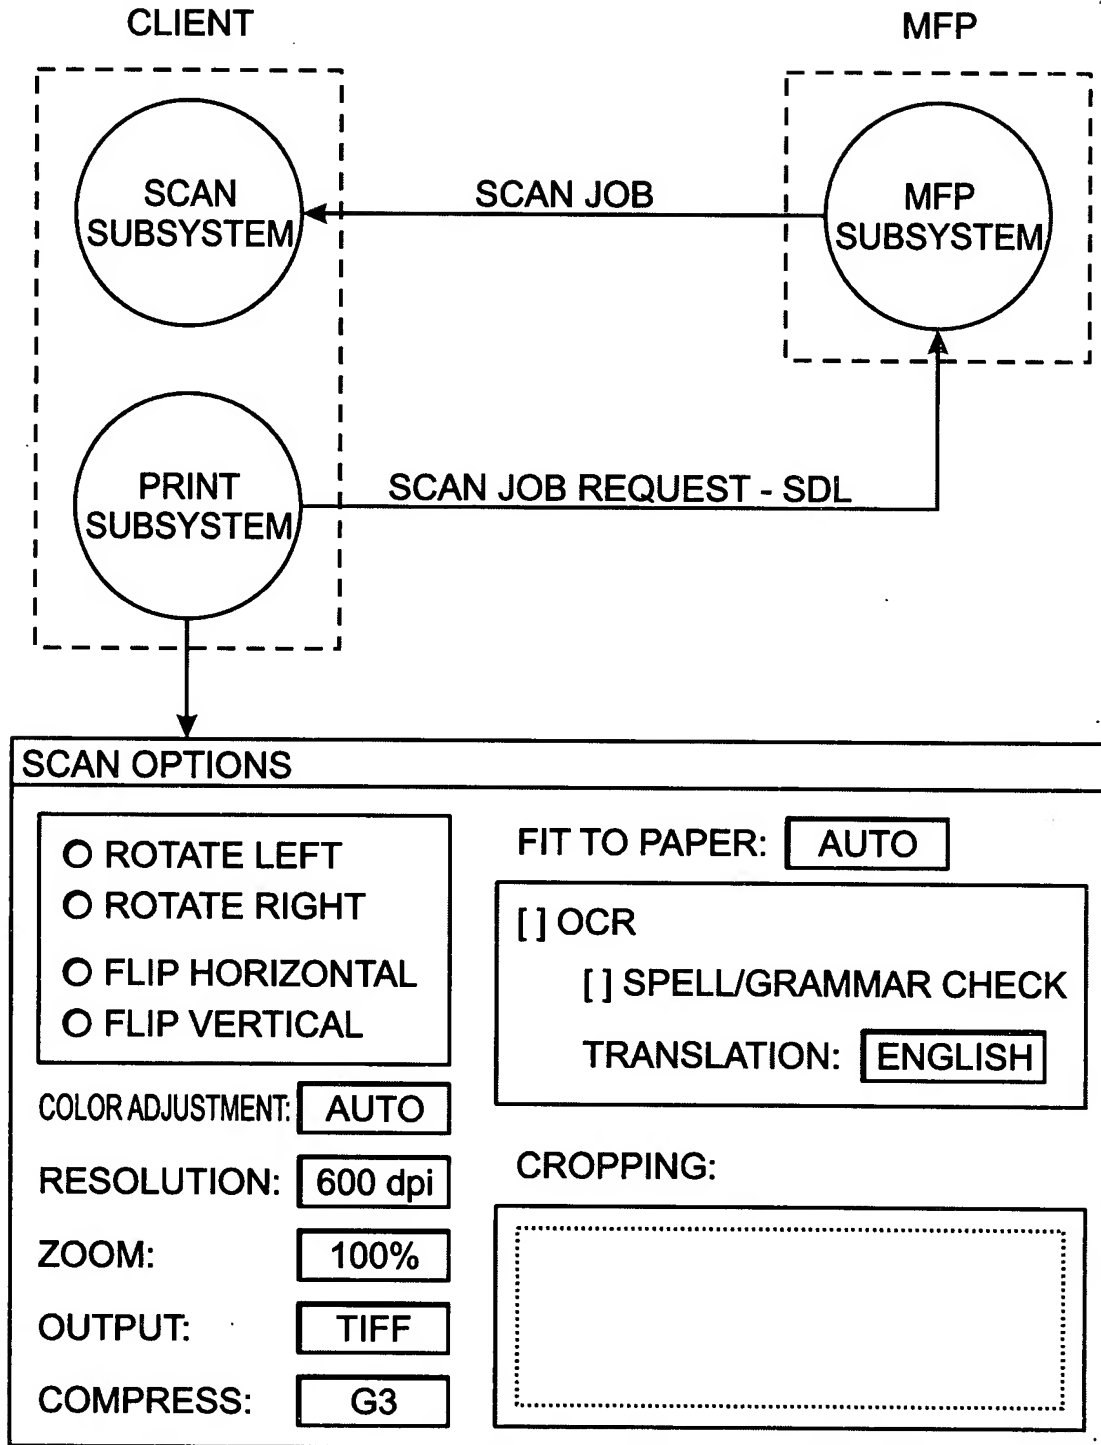 CLIENT
MFP
SCAN
SUBSYSTEM
SCAN JOB
MFP
SUBSYSTEM
PRINT
SUBSYSTEM
SCAN JOB REQUEST - SDL
SCAN OPTIONS
ROTATE LEFT
ROTATE RIGHT
FLIP HORIZONTAL
FLIP VERTICAL
COLOR ADJUSTMENT: AUTO
RESOLUTION: 600 dpi
ZOOM: 100%
OUTPUT: TIFF
COMPRESS: G3
FIT TO PAPER: AUTO
[ ] OCR
[ ] SPELL/GRAMMAR CHECK
TRANSLATION: ENGLISH
CROPPING: